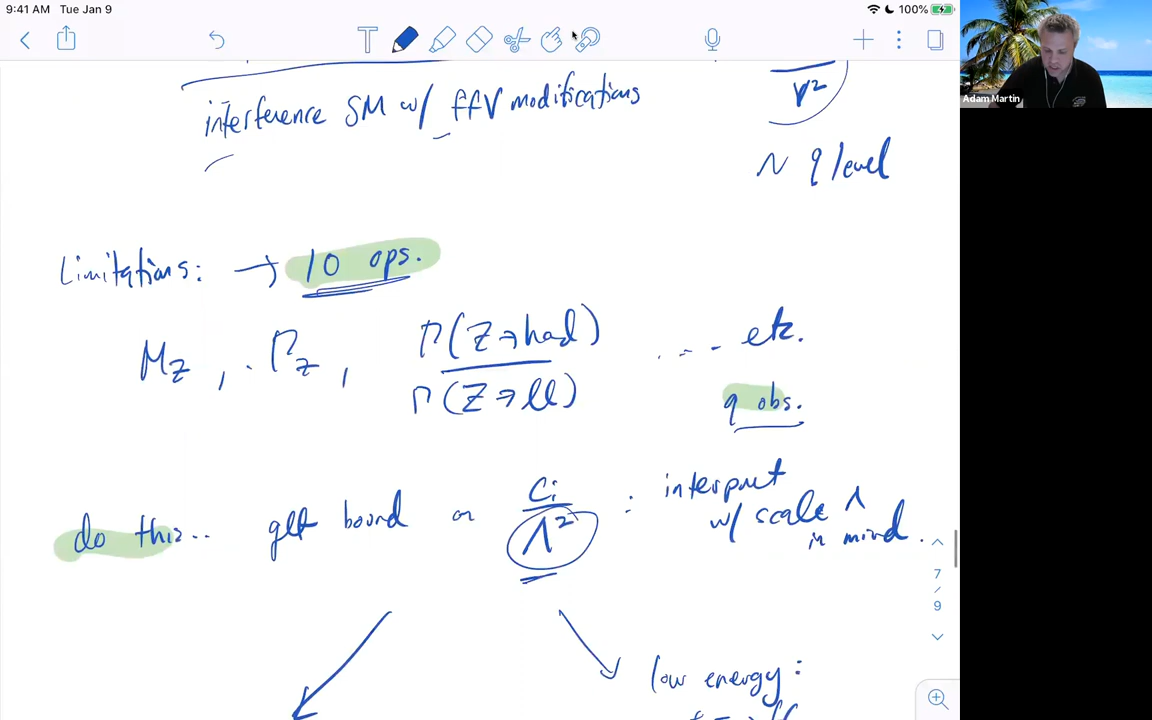 9:41 AM Tue Jan 9
100%
T
Adam Martin
interference SM w/ ffV modifications
V²
~ q level
Limitations: → 10 ops.
M_Z , Γ_Z , Γ(Z→had) / Γ(Z→ll) .... etc.
9 obs.
do this.. get bound on C_i / Λ² : interpret
w/ scale Λ
in mind.
7
/
9
low energy: